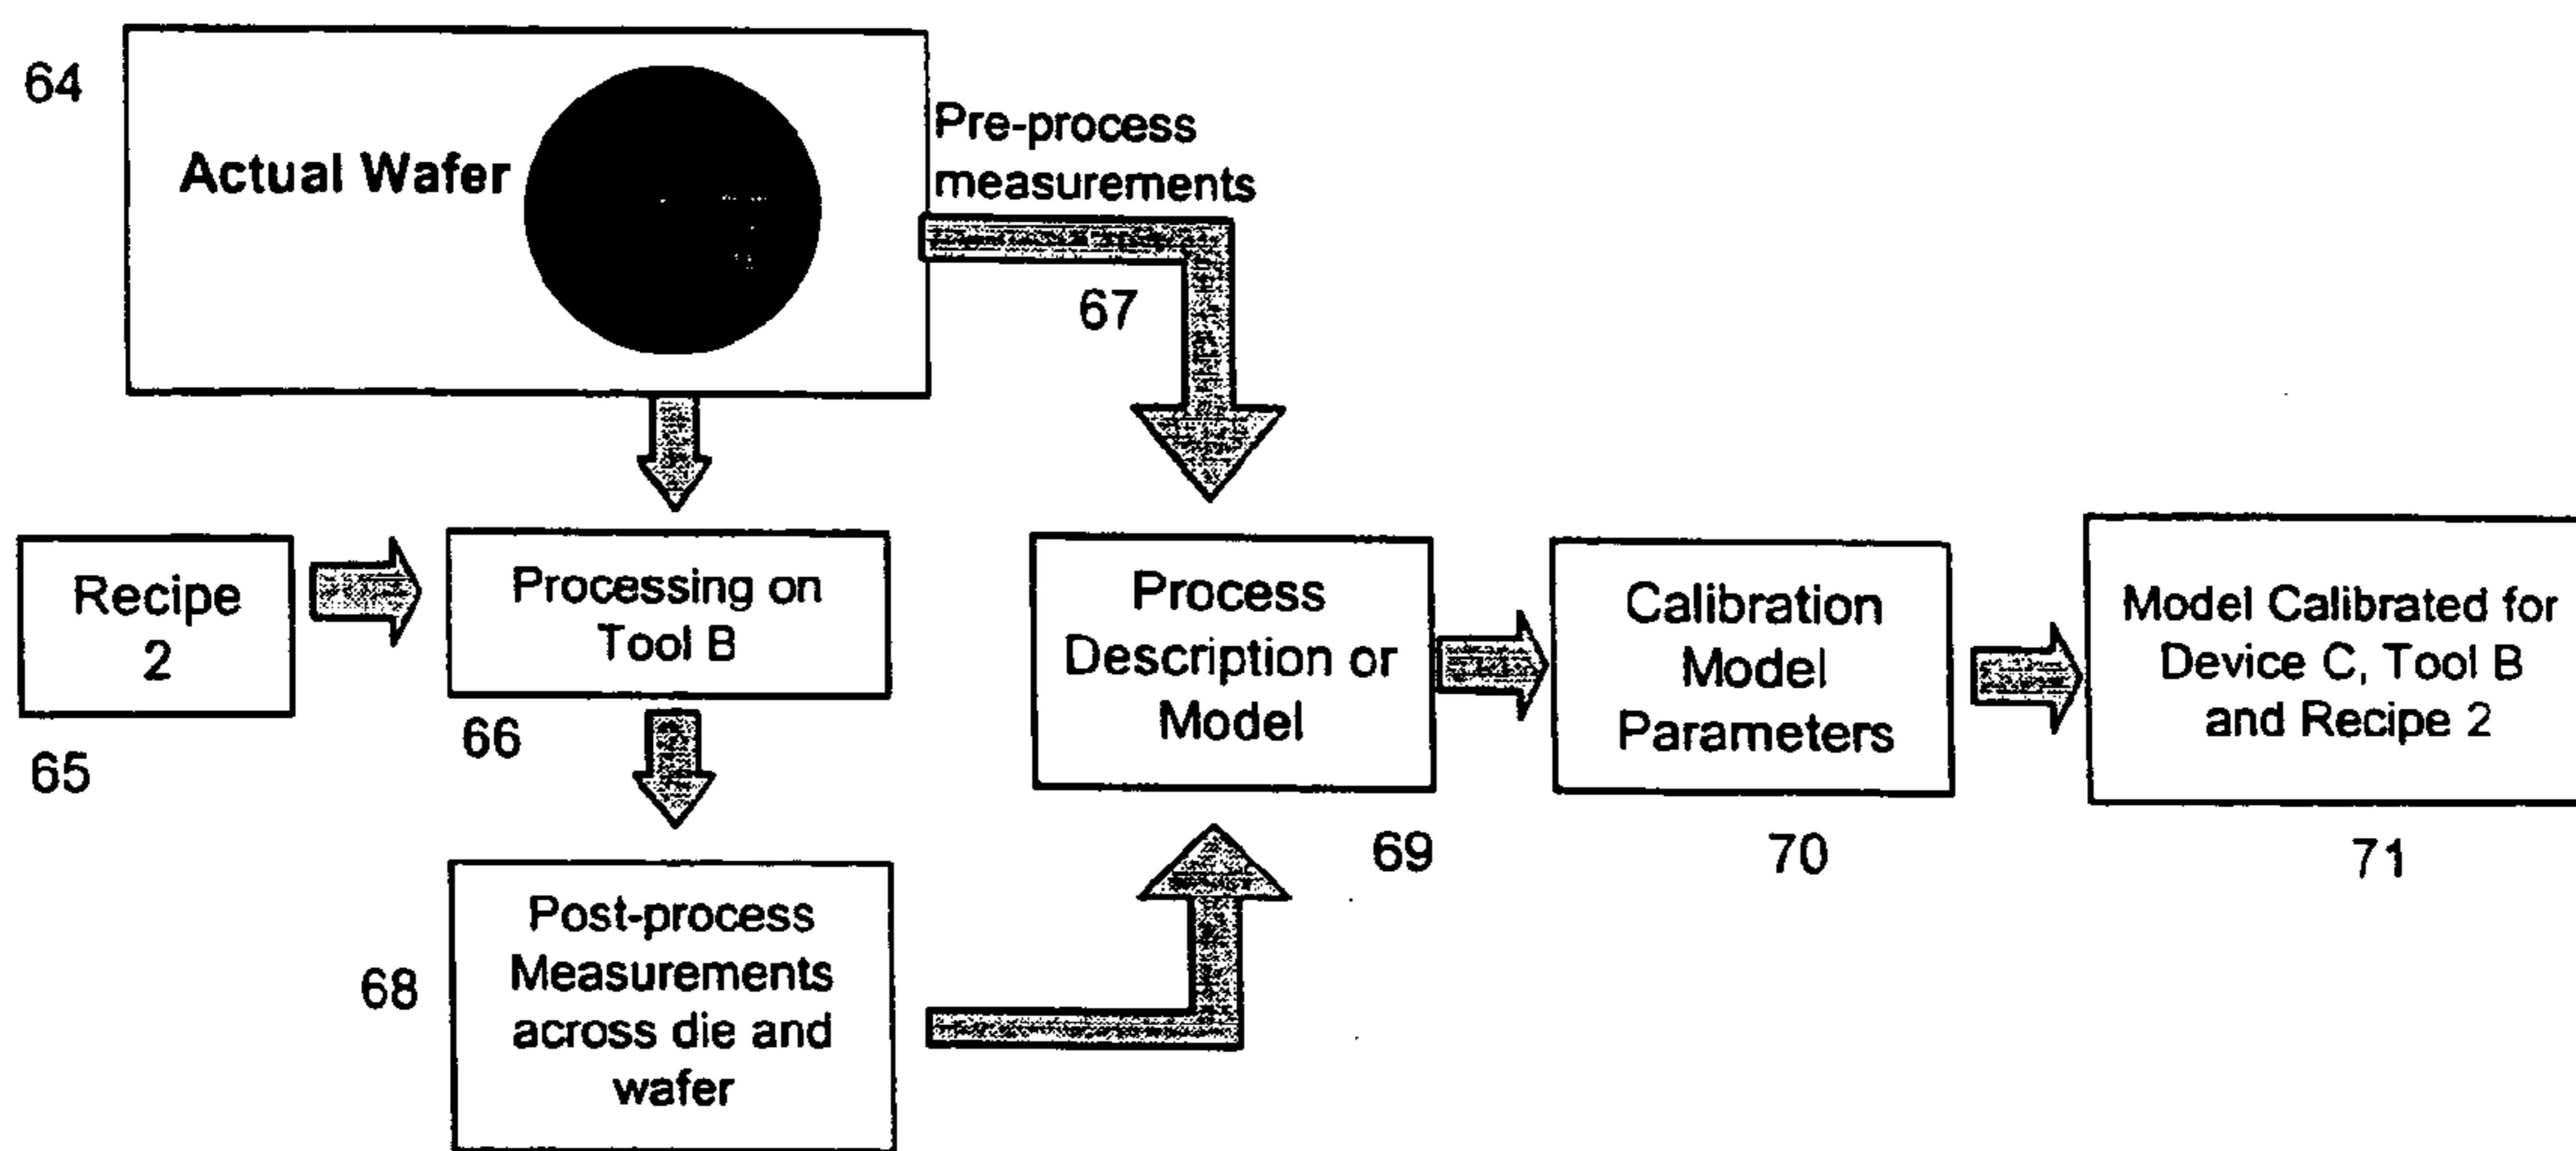 64
Actual Wafer
Pre-process
measurements
67
Recipe
2
65
Processing on
Tool B
66
Post-process
Measurements
across die and
wafer
68
Process
Description or
Model
69
Calibration
Model
Parameters
70
Model Calibrated for
Device C, Tool B
and Recipe 2
71